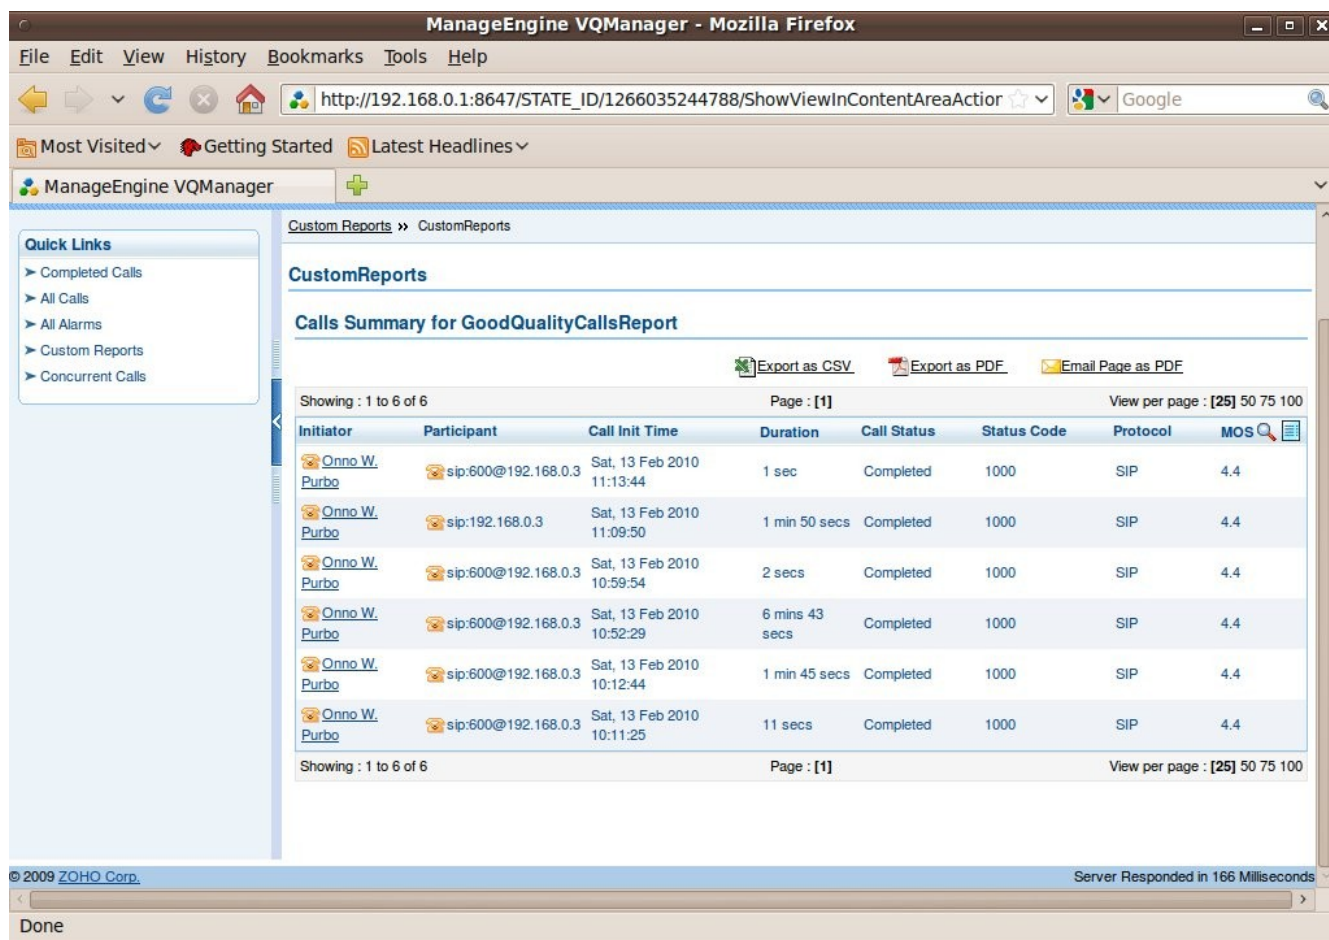 ManageEngine VQManager - Mozilla Firefox
File Edit View History Bookmarks Tools Help
http://192.168.0.1:8647/STATE_ID/1266035244788/ShowViewInContentAreaAction Google
Most Visited Getting Started Latest Headlines
ManageEngine VQManager
Custom Reports » CustomReports
Quick Links
Completed Calls
All Calls
All Alarms
Custom Reports
Concurrent Calls
CustomReports
Calls Summary for GoodQualityCallsReport
Export as CSV Export as PDF Email Page as PDF
Showing : 1 to 6 of 6 Page : [1] View per page : [25] 50 75 100
Initiator Participant Call Init Time Duration Call Status Status Code Protocol MOS
Onno W. Purbo sip:600@192.168.0.3 Sat, 13 Feb 2010 11:13:44 1 sec Completed 1000 SIP 4.4
Onno W. Purbo sip:192.168.0.3 Sat, 13 Feb 2010 11:09:50 1 min 50 secs Completed 1000 SIP 4.4
Onno W. Purbo sip:600@192.168.0.3 Sat, 13 Feb 2010 10:59:54 2 secs Completed 1000 SIP 4.4
Onno W. Purbo sip:600@192.168.0.3 Sat, 13 Feb 2010 10:52:29 6 mins 43 secs Completed 1000 SIP 4.4
Onno W. Purbo sip:600@192.168.0.3 Sat, 13 Feb 2010 10:12:44 1 min 45 secs Completed 1000 SIP 4.4
Onno W. Purbo sip:600@192.168.0.3 Sat, 13 Feb 2010 10:11:25 11 secs Completed 1000 SIP 4.4
Showing : 1 to 6 of 6 Page : [1] View per page : [25] 50 75 100
© 2009 ZOHO Corp. Server Responded in 166 Milliseconds
Done